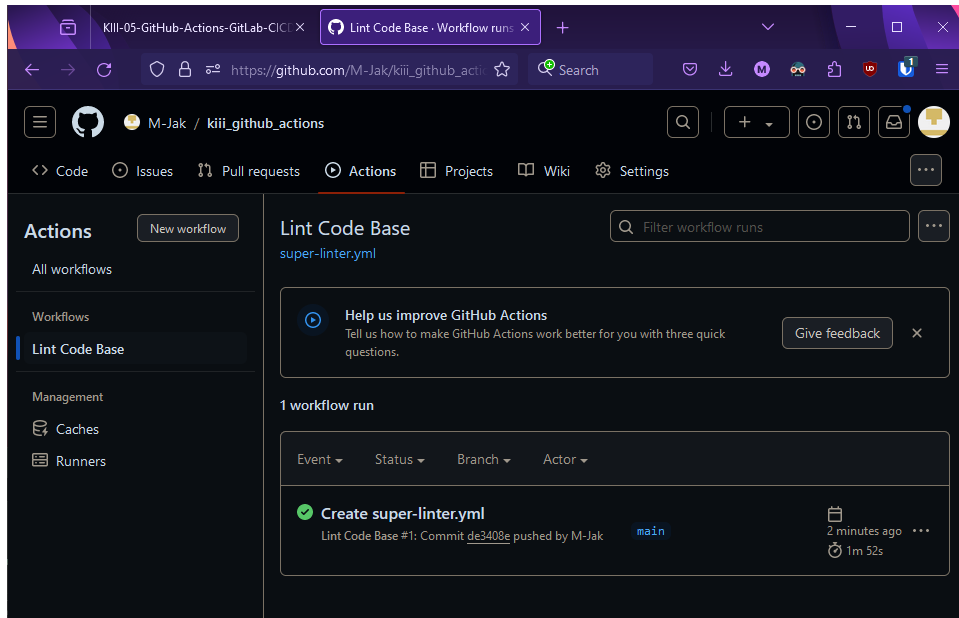 KIII-05-GitHub-Actions-GitLab-CICD
Lint Code Base · Workflow runs
https://github.com/M-Jak/kiii_github_actic
Search
M
UD
1
M-Jak / kiii_github_actions
Code
Issues
Pull requests
Actions
Projects
Wiki
Settings
Actions
New workflow
All workflows
Workflows
Lint Code Base
Management
Caches
Runners
Lint Code Base
super-linter.yml
Filter workflow runs
Help us improve GitHub Actions
Tell us how to make GitHub Actions work better for you with three quick
questions.
Give feedback
1 workflow run
Event
Status
Branch
Actor
Create super-linter.yml
Lint Code Base #1: Commit de3408e pushed by M-Jak
main
2 minutes ago
1m 52s